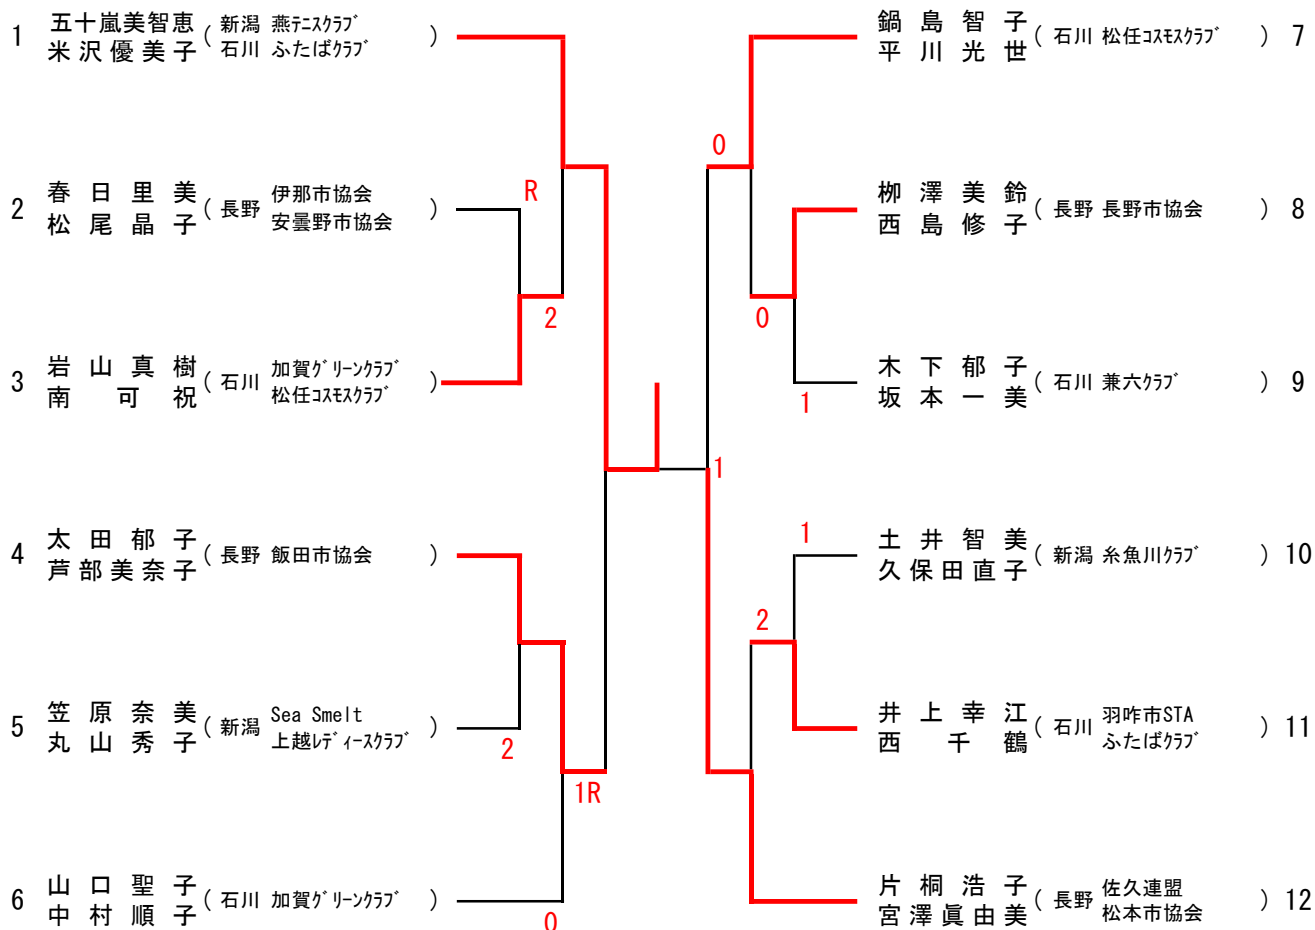 1 五十嵐美智恵 ( 新潟 燕ﾃﾆｽｸﾗﾌﾞ )
米沢優美子 石川 ふたばｸﾗﾌﾞ
2 春日里美 ( 長野 伊那市協会 )
松尾晶子 安曇野市協会
R
2
3 岩山真樹 ( 石川 加賀ｸﾞﾘｰﾝｸﾗﾌﾞ )
南可祝 松任ｺｽﾓｽｸﾗﾌﾞ
4 太田郁子 ( 長野 飯田市協会 )
芦部美奈子
5 笠原奈美 ( 新潟 Sea Smelt )
丸山秀子 上越ﾚﾃﾞｨｰｽｸﾗﾌﾞ
2
1R
6 山口聖子 ( 石川 加賀ｸﾞﾘｰﾝｸﾗﾌﾞ )
中村順子
0
1
鍋島智子 ( 石川 松任ｺｽﾓｽｸﾗﾌﾞ ) 7
平川光世
0
栁澤美鈴 ( 長野 長野市協会 ) 8
西島修子
0
木下郁子 ( 石川 兼六ｸﾗﾌﾞ ) 9
坂本一美
1
1
土井智美 ( 新潟 糸魚川ｸﾗﾌﾞ ) 10
久保田直子
2
井上幸江 ( 石川 羽咋市STA ) 11
西千鶴 ふたばｸﾗﾌﾞ
片桐浩子 ( 長野 佐久連盟 ) 12
宮澤眞由美 松本市協会